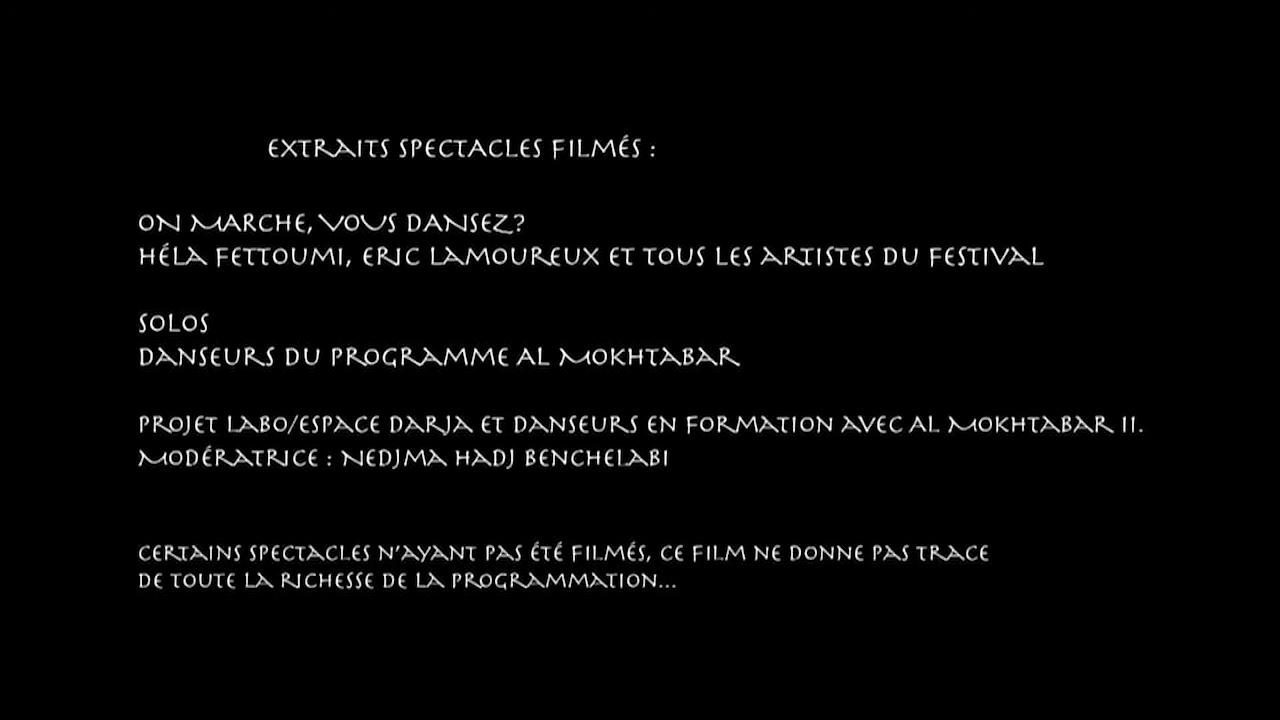 EXTRAITS SPECTACLES FILMÉS :
ON MARCHE, VOUS DANSEZ?
HÉLA FETTOUMI, ERIC LAMOUREUX ET TOUS LES ARTISTES DU FESTIVAL
SOLOS
DANSEURS DU PROGRAMME AL MOKHTABAR
PROJET LABO/ESPACE DARJA ET DANSEURS EN FORMATION AVEC AL MOKHTABAR II.
MODÉRATRICE : NEDJMA HADJ BENCHELABI
CERTAINS SPECTACLES N'AYANT PAS ÉTÉ FILMÉS, CE FILM NE DONNE PAS TRACE
DE TOUTE LA RICHESSE DE LA PROGRAMMATION...